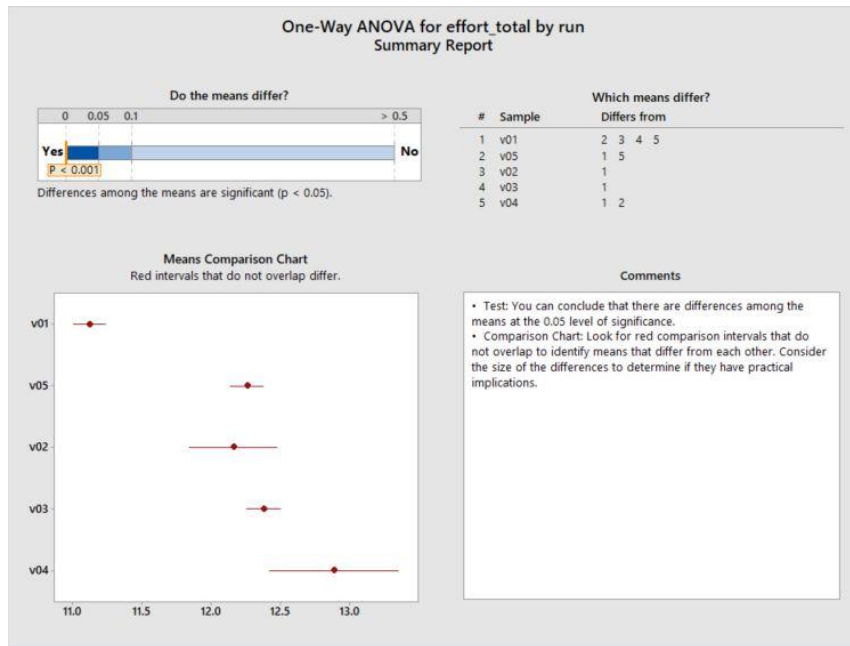 One-Way ANOVA for effort_total by run
Summary Report
Do the means differ?
0 0.05 0.1 > 0.5
Yes No
P < 0.001
Differences among the means are significant (p < 0.05).
Which means differ?
# Sample Differs from
1 v01 2 3 4 5
2 v05 1 5
3 v02 1
4 v03 1
5 v04 1 2
Means Comparison Chart
Red intervals that do not overlap differ.
v01
v05
v02
v03
v04
11.0 11.5 12.0 12.5 13.0
Comments
• Test: You can conclude that there are differences among the
means at the 0.05 level of significance.
• Comparison Chart: Look for red comparison intervals that do
not overlap to identify means that differ from each other. Consider
the size of the differences to determine if they have practical
implications.